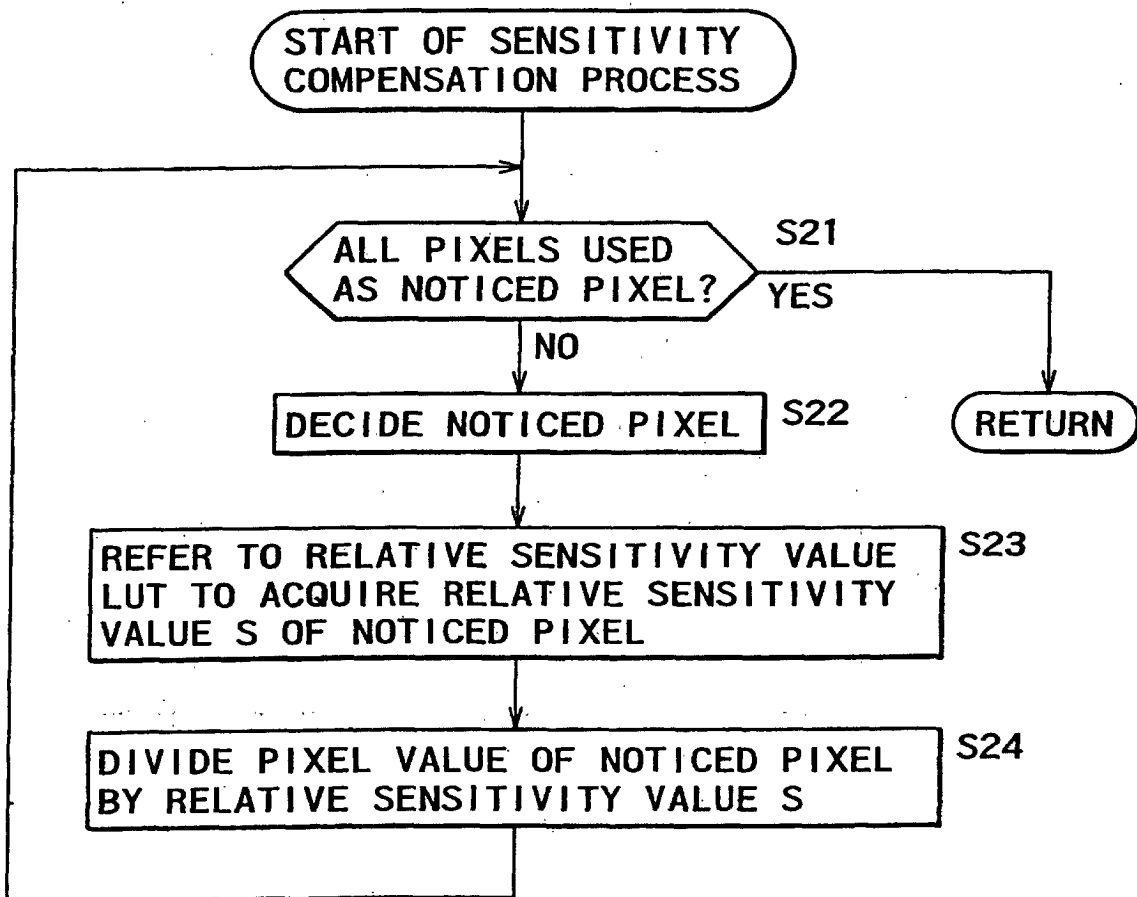 START OF SENSITIVITY
COMPENSATION PROCESS
ALL PIXELS USED
AS NOTICED PIXEL?
S21
YES
NO
DECIDE NOTICED PIXEL
S22
RETURN
REFER TO RELATIVE SENSITIVITY VALUE
LUT TO ACQUIRE RELATIVE SENSITIVITY
VALUE S OF NOTICED PIXEL
S23
DIVIDE PIXEL VALUE OF NOTICED PIXEL
BY RELATIVE SENSITIVITY VALUE S
S24